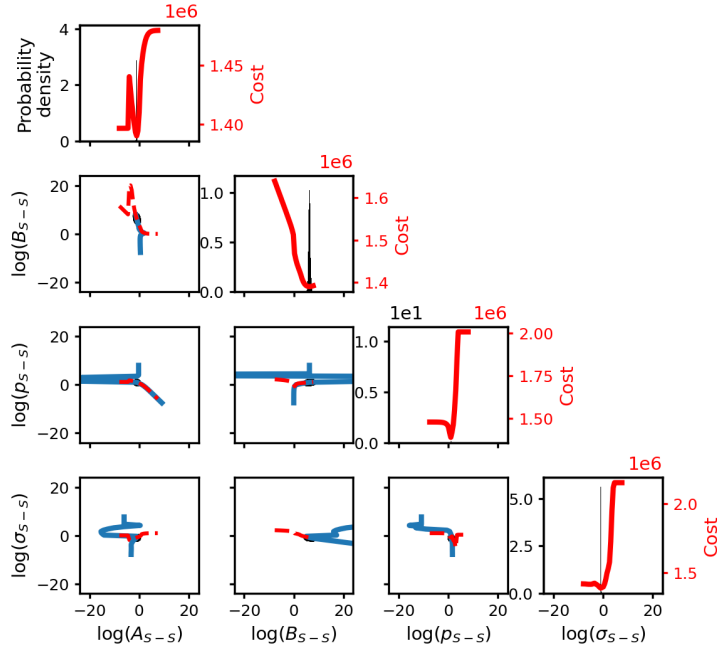 1e6
4
2
0
Probability
density
1.45
1.40
Cost
1e6
20
0
−20
log(B_{S−S})
1.0
0.5
0.0
1.6
1.5
1.4
Cost
1e1
1e6
20
0
−20
log(p_{S−S})
1.0
0.5
0.0
2.00
1.75
1.50
Cost
1e6
20
0
−20
log(σ_{S−S})
5.0
2.5
0.0
2.0
1.5
Cost
−20
0
20
−20
0
20
−20
0
20
−20
0
20
log(A_{S−S})
log(B_{S−S})
log(p_{S−S})
log(σ_{S−S})